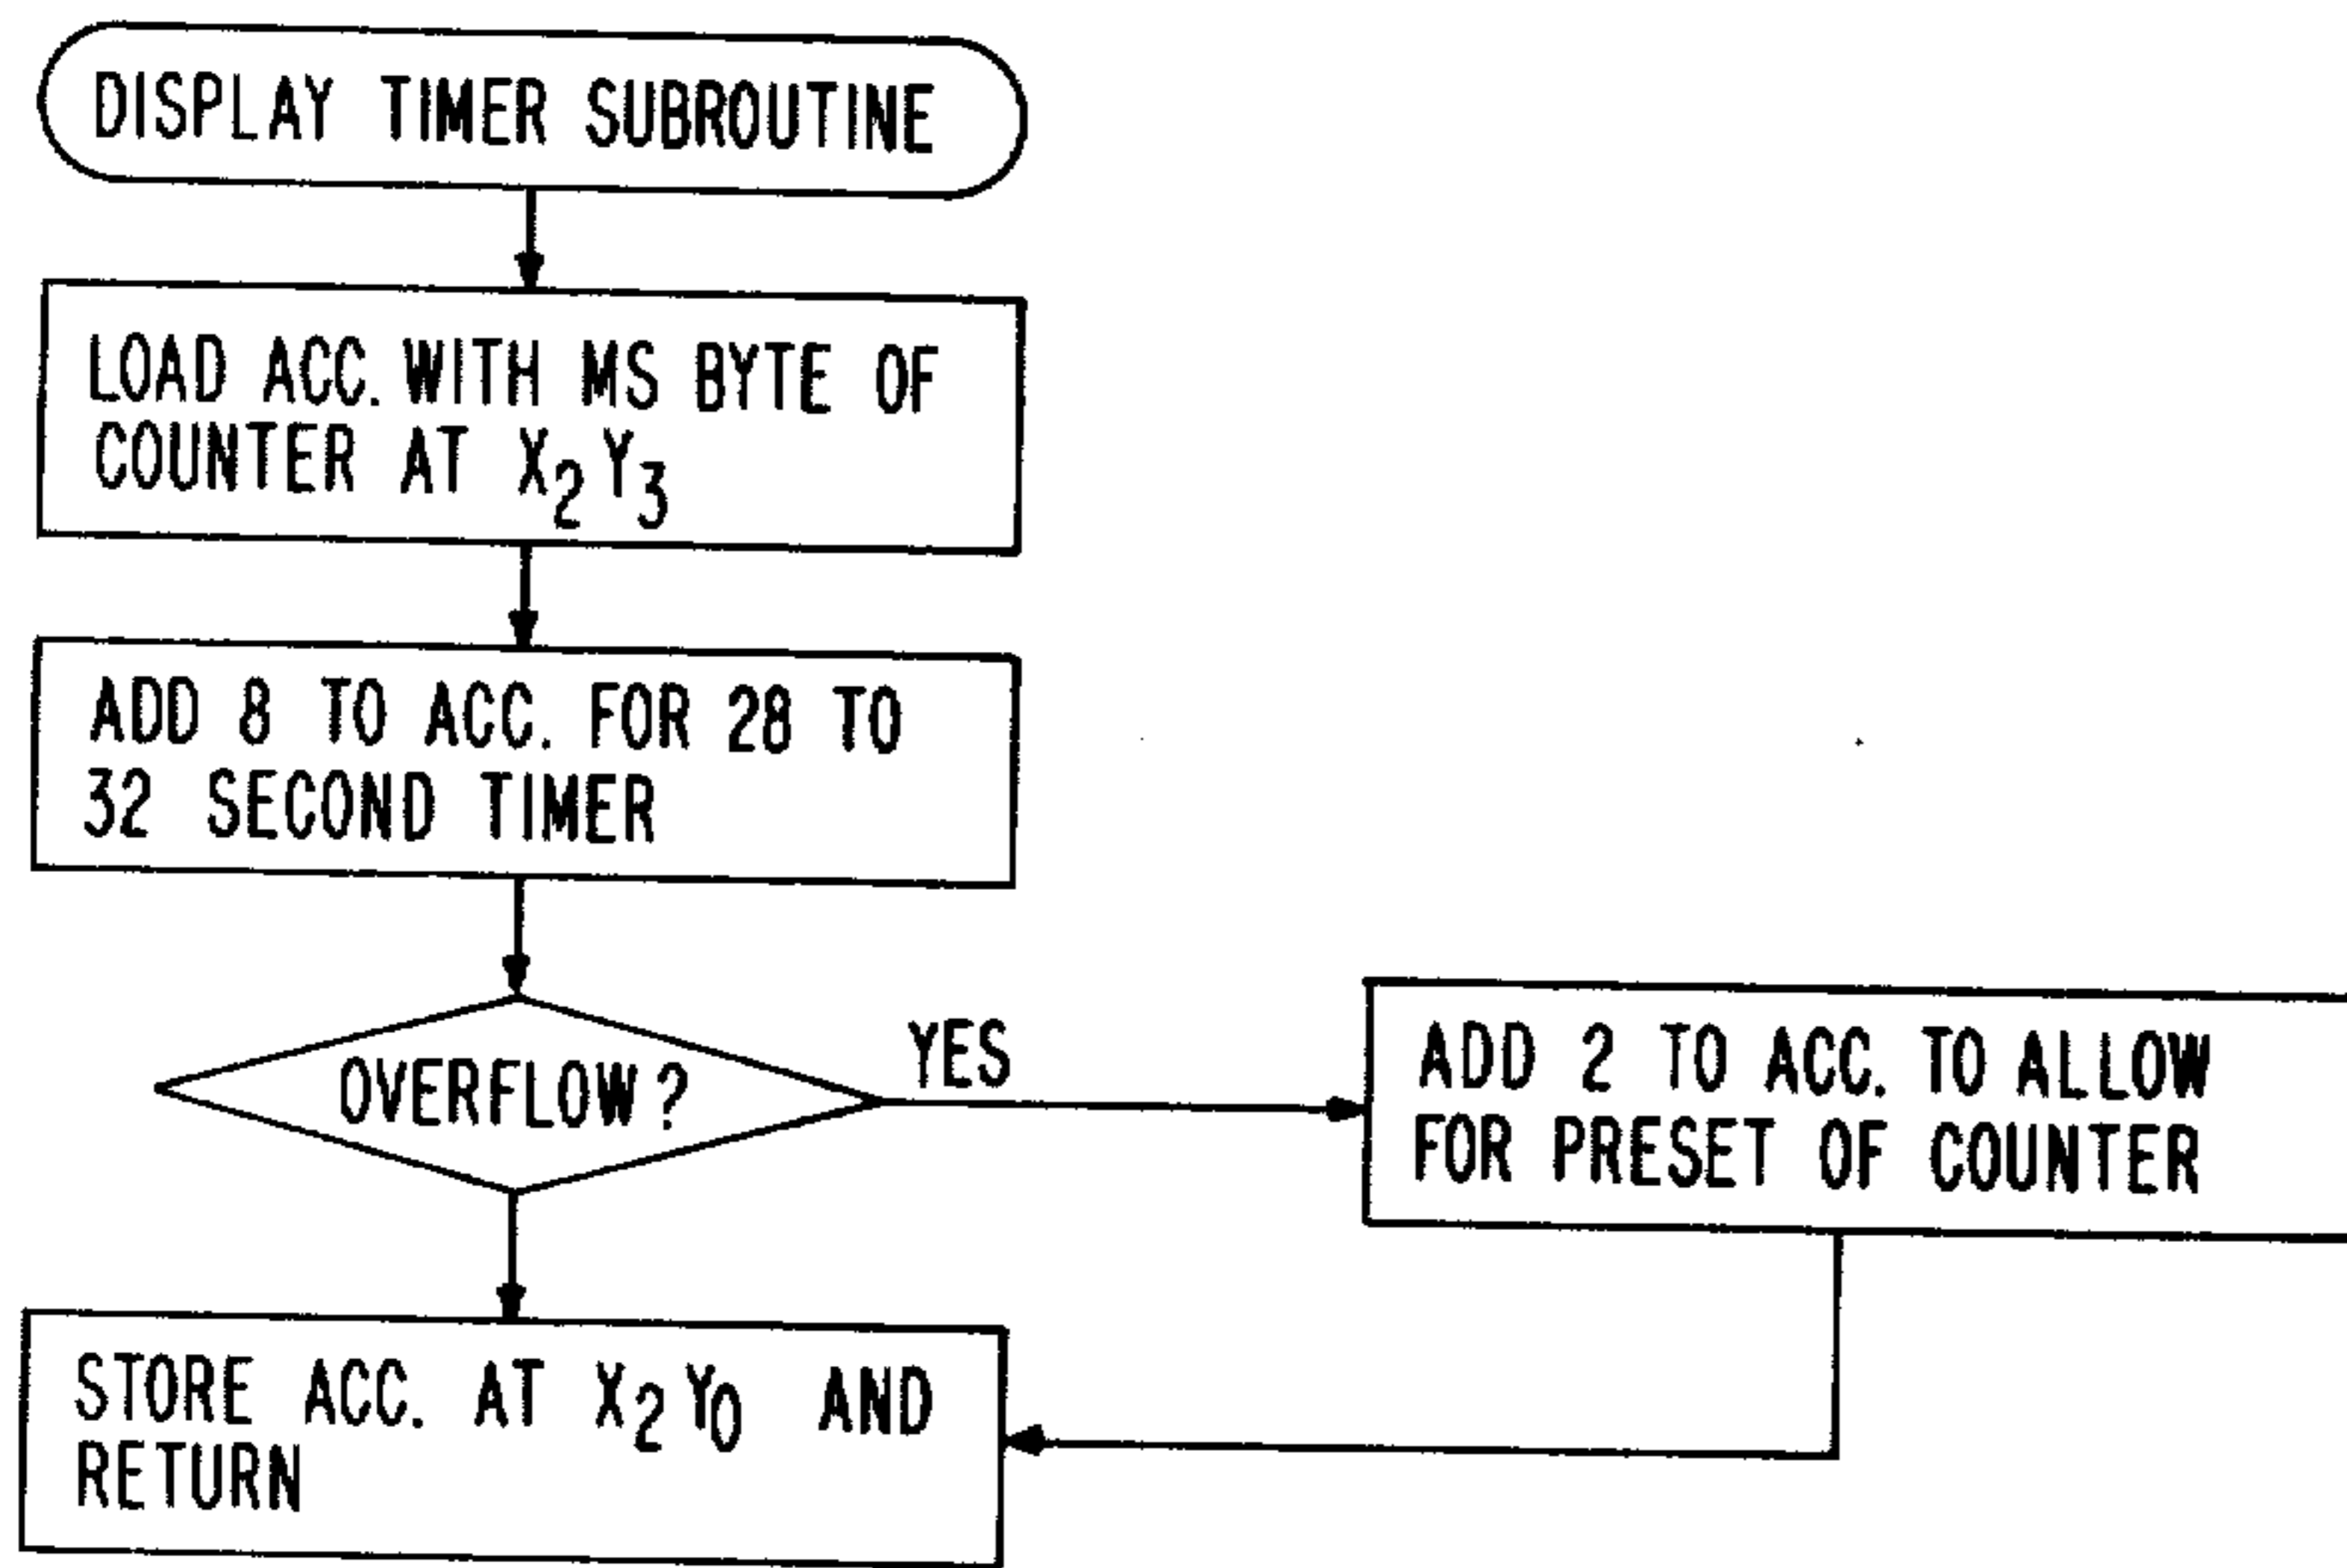 DISPLAY TIMER SUBROUTINE
LOAD ACC. WITH MS BYTE OF
COUNTER AT X₂Y₃
ADD 8 TO ACC. FOR 28 TO
32 SECOND TIMER
OVERFLOW?
YES
ADD 2 TO ACC. TO ALLOW
FOR PRESET OF COUNTER
STORE ACC. AT X₂Y₀ AND
RETURN